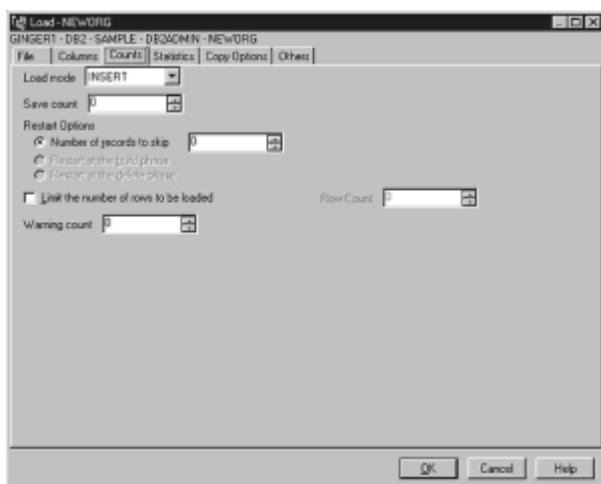 Load - NEWORG
GINGER1 - DB2 - SAMPLE - DB2ADMIN - NEWORG
File Columns Counts Statistics Copy Options Others
Load mode INSERT
Save count 0
Restart Options
Number of records to skip 0
Restart at the build phase
Restart at the delete phase
Limit the number of rows to be loaded Row Count 0
Warning count 0
OK Cancel Help